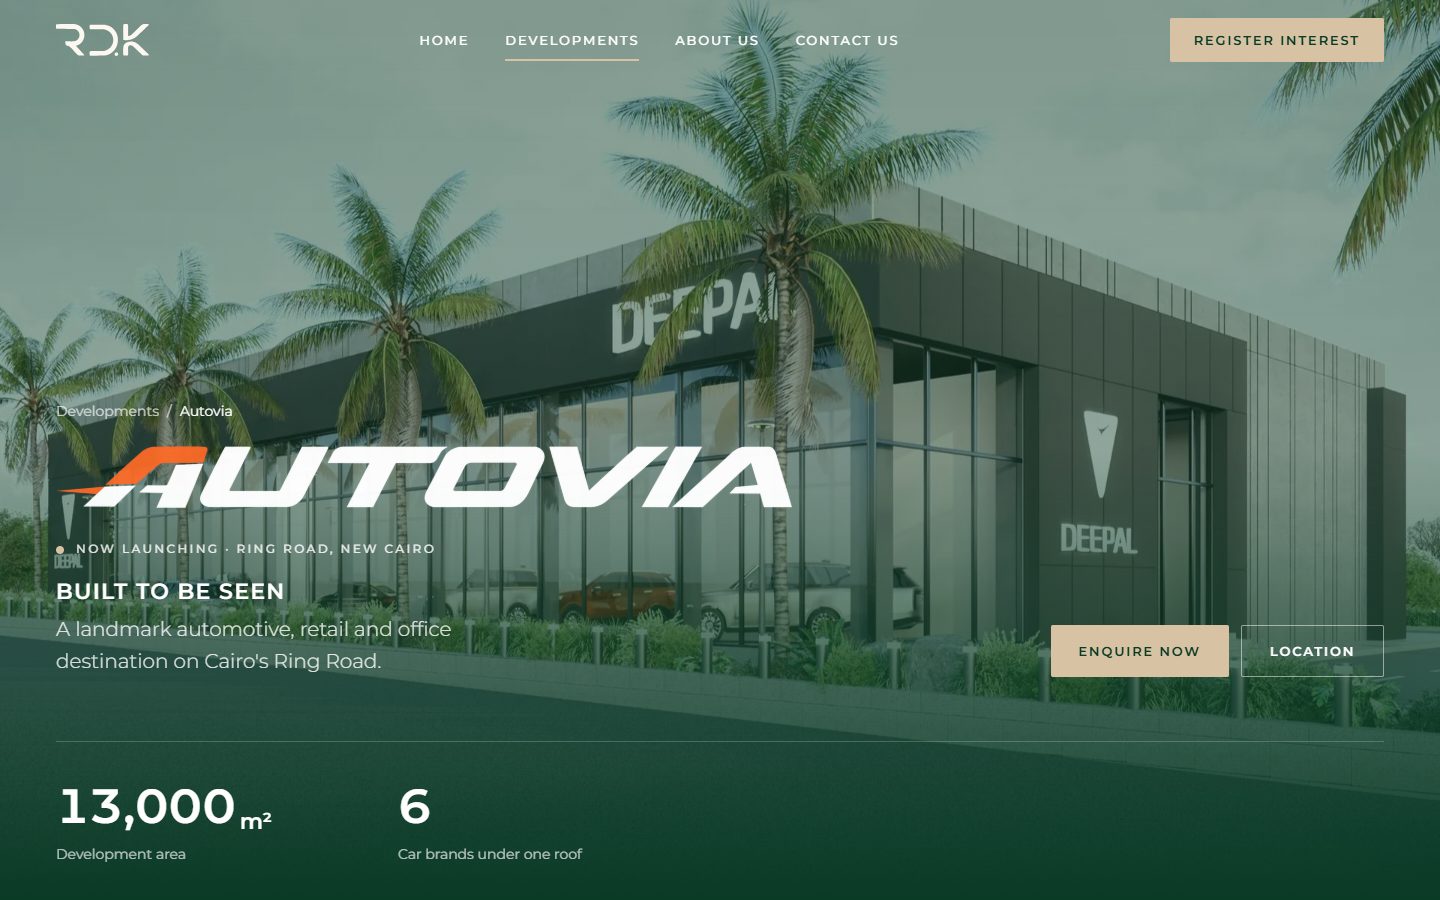 RDK
HOME
DEVELOPMENTS
ABOUT US
CONTACT US
REGISTER INTEREST
DEEPAL
Developments / Autovia
AUTOVIA
DEEPAL
DEEPAL
NOW LAUNCHING · RING ROAD, NEW CAIRO
BUILT TO BE SEEN
A landmark automotive, retail and office
destination on Cairo's Ring Road.
ENQUIRE NOW
LOCATION
13,000 m²
Development area
6
Car brands under one roof